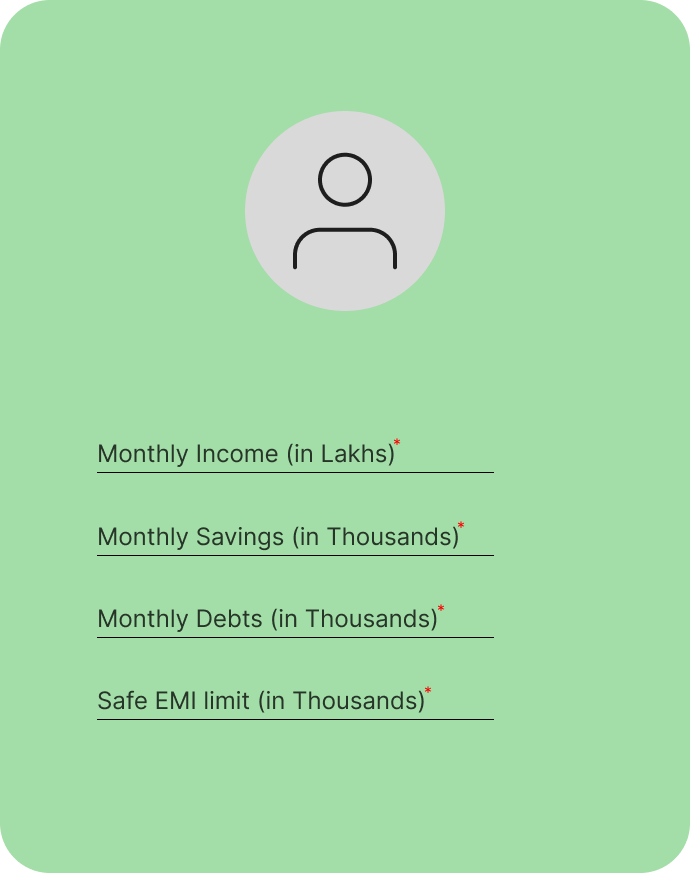 Monthly Income (in Lakhs)*
Monthly Savings (in Thousands)*
Monthly Debts (in Thousands)*
Safe EMI limit (in Thousands)*